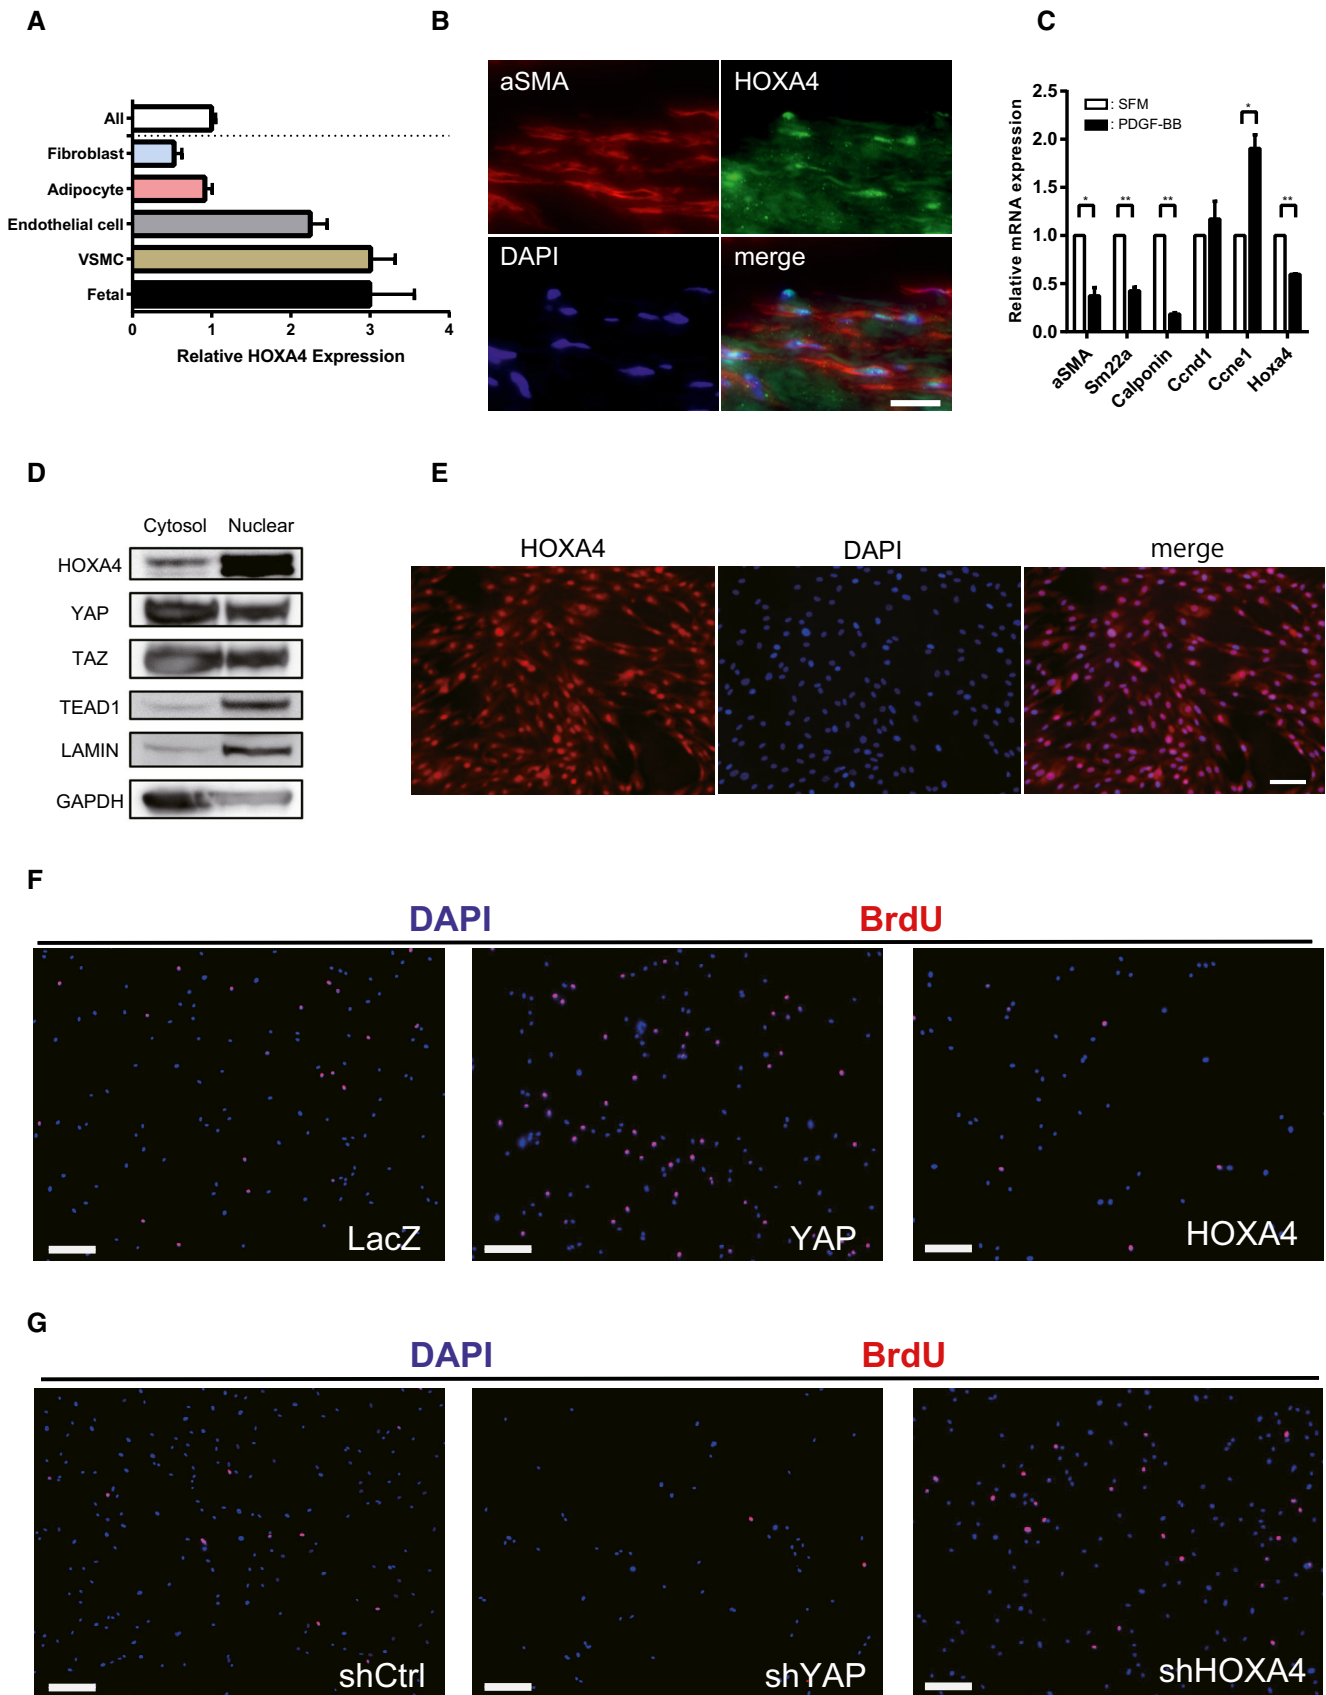 A
All
Fibroblast
Adipocyte
Endothelial cell
VSMC
Fetal
0 1 2 3 4
Relative HOXA4 Expression
B
aSMA
HOXA4
DAPI
merge
C
Relative mRNA expression
2.5
2.0
1.5
1.0
0.5
0.0
: SFM
: PDGF-BB
* ** ** * **
aSMA
Sm22a
Calponin
Ccnd1
Ccne1
Hoxa4
D
Cytosol Nuclear
HOXA4
YAP
TAZ
TEAD1
LAMIN
GAPDH
E
HOXA4
DAPI
merge
F
DAPI BrdU
LacZ
YAP
HOXA4
G
DAPI BrdU
shCtrl
shYAP
shHOXA4